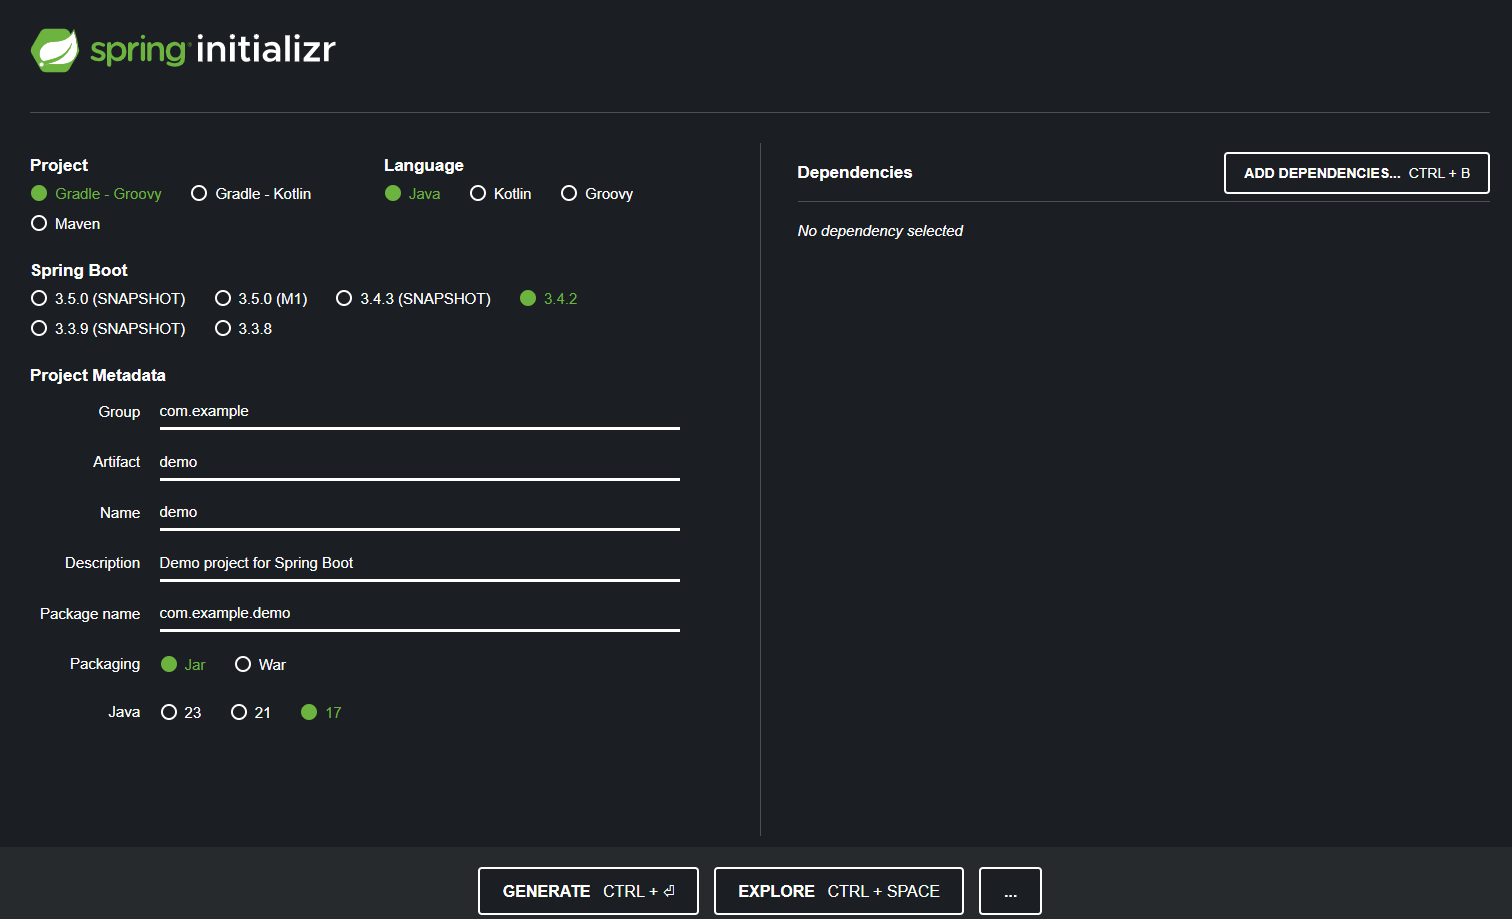 spring initializr
Project
Gradle - Groovy Gradle - Kotlin
Maven
Language
Java Kotlin Groovy
Spring Boot
3.5.0 (SNAPSHOT) 3.5.0 (M1) 3.4.3 (SNAPSHOT) 3.4.2
3.3.9 (SNAPSHOT) 3.3.8
Project Metadata
Group com.example
Artifact demo
Name demo
Description Demo project for Spring Boot
Package name com.example.demo
Packaging Jar War
Java 23 21 17
Dependencies
ADD DEPENDENCIES... CTRL + B
No dependency selected
GENERATE CTRL + ⏎ EXPLORE CTRL + SPACE ...